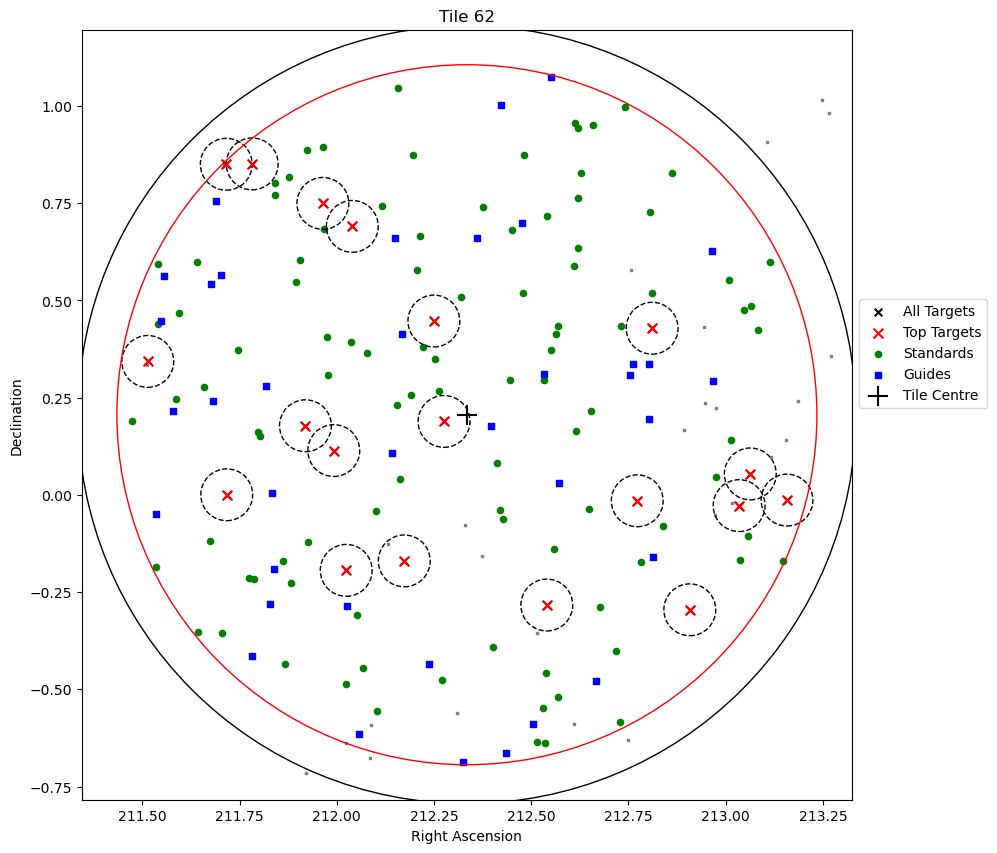 Tile 62
1.00
0.75
0.50
0.25
0.00
−0.25
−0.50
−0.75
Declination
211.50 211.75 212.00 212.25 212.50 212.75 213.00 213.25
Right Ascension
All Targets
Top Targets
Standards
Guides
Tile Centre